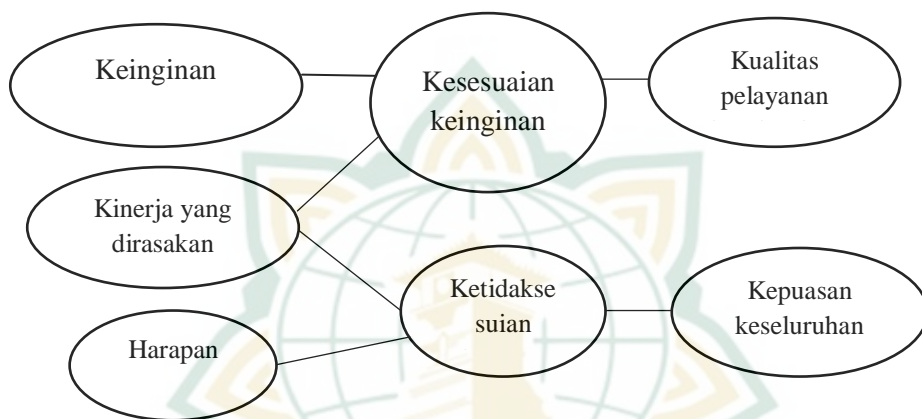 Keinginan
Kesesuaian
keinginan
Kualitas
pelayanan
Kinerja yang
dirasakan
Ketidakse
suian
Kepuasan
keseluruhan
Harapan